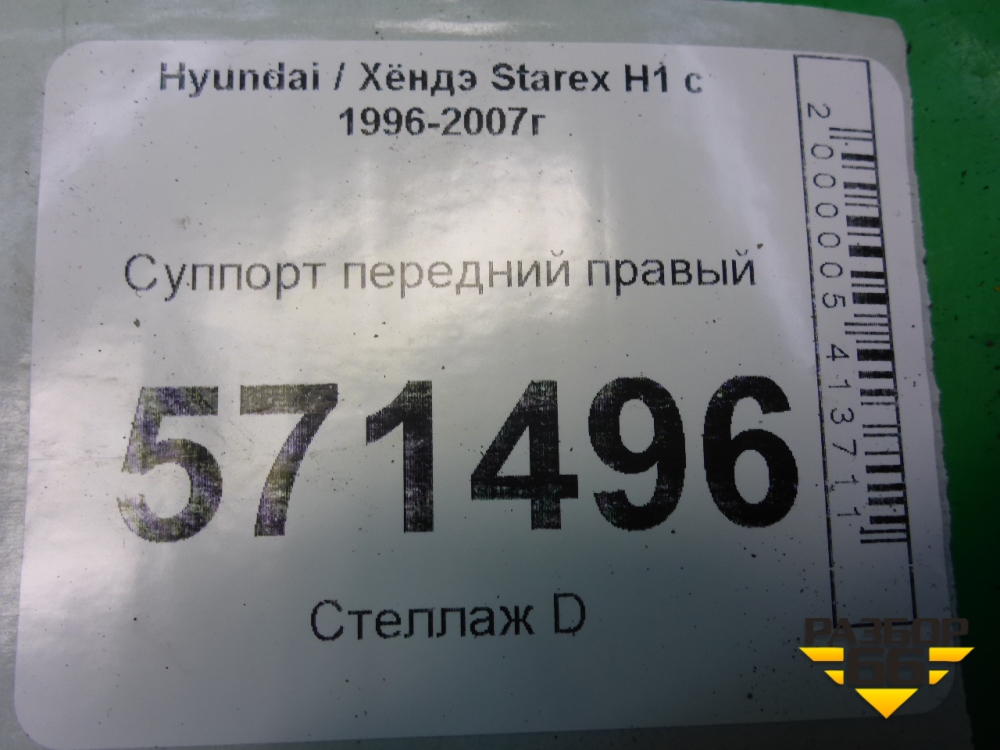 Hyundai / Хёндэ Starex H1 с
1996-2007г
Суппорт передний правый
571496
Стеллаж D
2000005413711
РАЗБОР
66